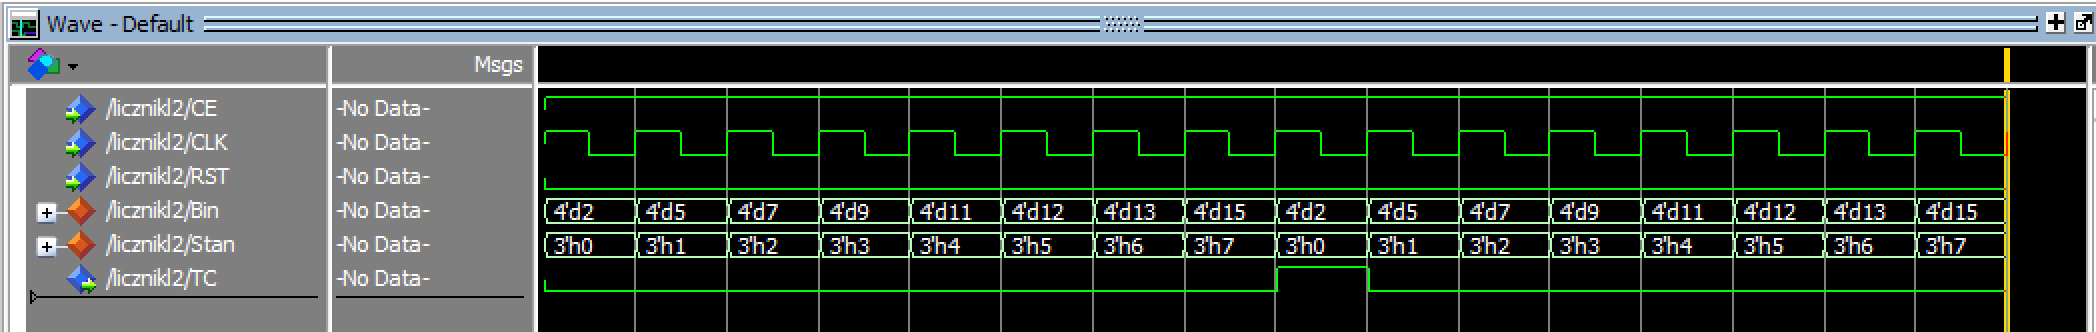 Wave - Default
Msgs
/licznikl2/CE -No Data-
/licznikl2/CLK -No Data-
/licznikl2/RST -No Data-
/licznikl2/Bin -No Data- 4'd2 4'd5 4'd7 4'd9 4'd11 4'd12 4'd13 4'd15 4'd2 4'd5 4'd7 4'd9 4'd11 4'd12 4'd13 4'd15
/licznikl2/Stan -No Data- 3'h0 3'h1 3'h2 3'h3 3'h4 3'h5 3'h6 3'h7 3'h0 3'h1 3'h2 3'h3 3'h4 3'h5 3'h6 3'h7
/licznikl2/TC -No Data-